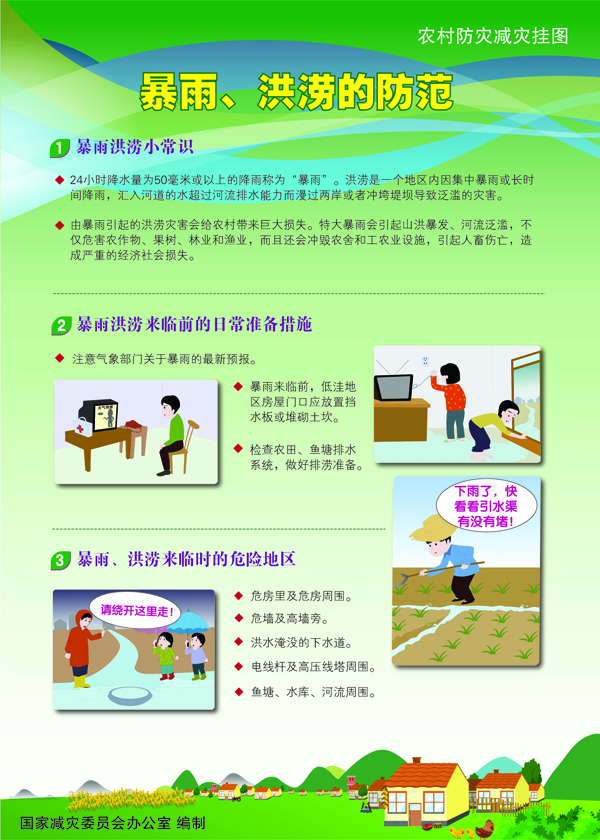 农村防灾减灾挂图
暴雨、洪涝的防范
1 暴雨洪涝小常识
◆ 24小时降水量为50毫米或以上的降雨称为“暴雨”。洪涝是一个地区内因集中暴雨或长时
间降雨，汇入河道的水超过河流排水能力而漫过两岸或者冲垮堤坝导致泛滥的灾害。
◆ 由暴雨引起的洪涝灾害会给农村带来巨大损失。特大暴雨会引起山洪暴发、河流泛滥，不
仅危害农作物、果树、林业和渔业，而且还会冲毁农舍和工农业设施，引起人畜伤亡，造
成严重的经济社会损失。
2 暴雨洪涝来临前的日常准备措施
◆ 注意气象部门关于暴雨的最新预报。
◆ 暴雨来临前，低洼地
区房屋门口应放置挡
水板或堆砌土坎。
◆ 检查农田、鱼塘排水
系统，做好排涝准备。
下雨了，快
看看引水渠
有没有堵！
3 暴雨、洪涝来临时的危险地区
请绕开这里走！
◆ 危房里及危房周围。
◆ 危墙及高墙旁。
◆ 洪水淹没的下水道。
◆ 电线杆及高压线塔周围。
◆ 鱼塘、水库、河流周围。
国家减灾委员会办公室 编制